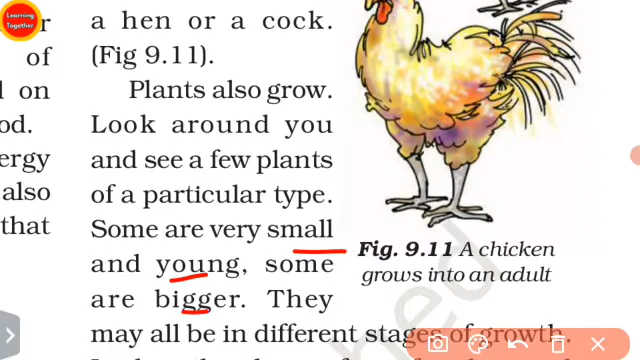 Learning
Together
r
of
l on
od.
ergy
also
that
a hen or a cock.
(Fig 9.11).
Plants also grow.
Look around you
and see a few plants
of a particular type.
Some are very small
and young, some
are bigger. They
may all be in different stages of growth.
Fig. 9.11 A chicken
grows into an adult